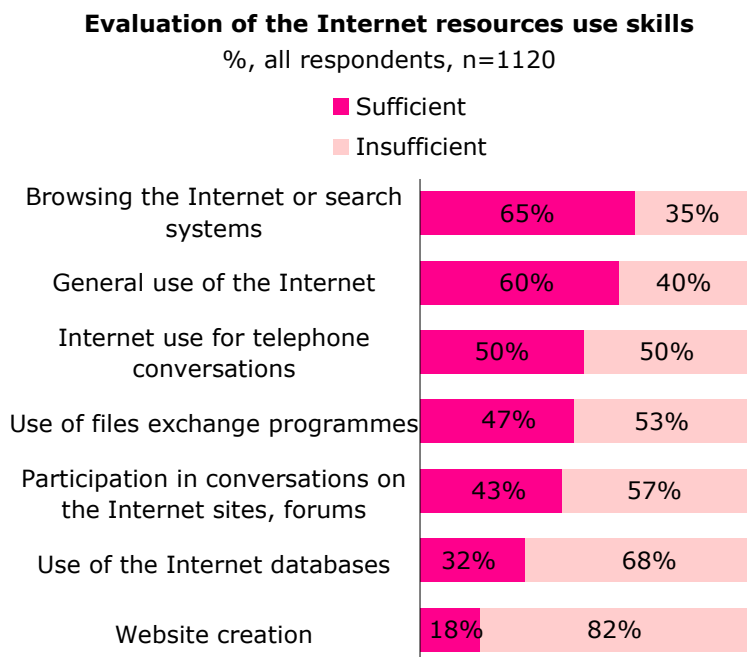 Evaluation of the Internet resources use skills
%, all respondents, n=1120
Sufficient
Insufficient
Browsing the Internet or search
systems
65% 35%
General use of the Internet
60% 40%
Internet use for telephone
conversations
50% 50%
Use of files exchange programmes
47% 53%
Participation in conversations on
the Internet sites, forums
43% 57%
Use of the Internet databases
32% 68%
Website creation
18% 82%